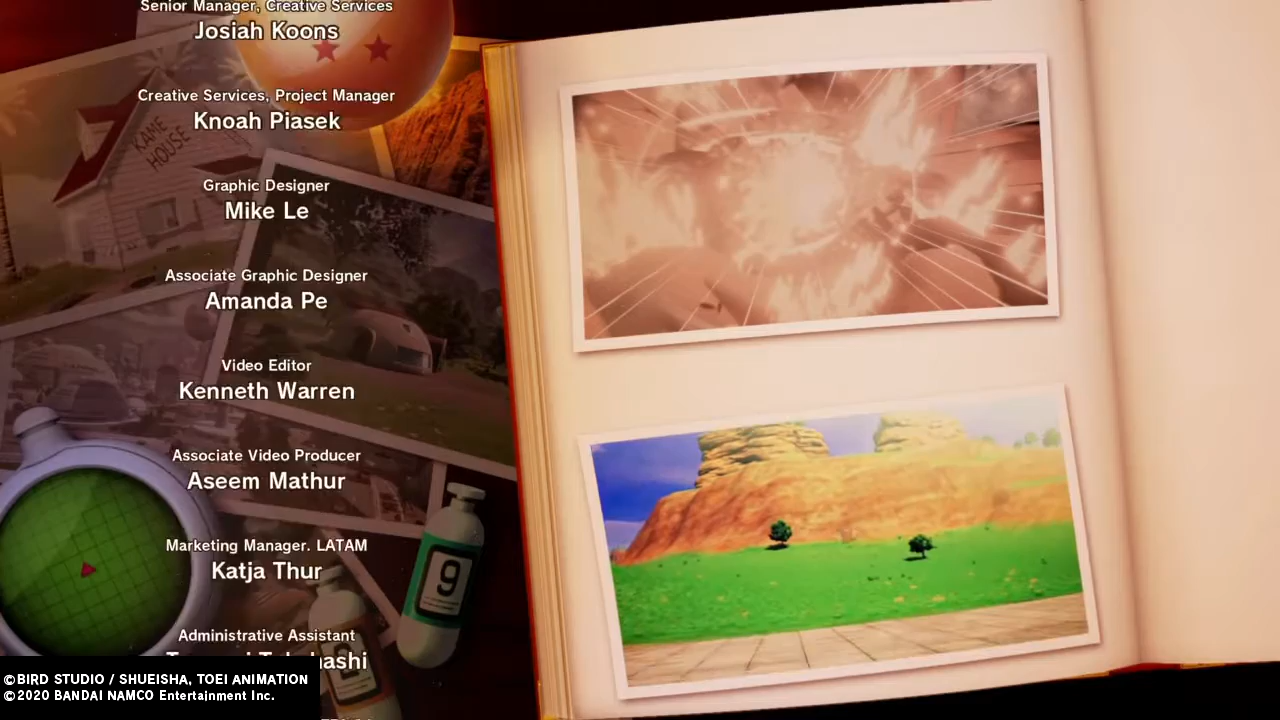 Senior Manager, Creative Services
Josiah Koons
Creative Services, Project Manager
Knoah Piasek
Graphic Designer
Mike Le
Associate Graphic Designer
Amanda Pe
Video Editor
Kenneth Warren
Associate Video Producer
Aseem Mathur
Marketing Manager. LATAM
Katja Thur
Administrative Assistant
©BIRD STUDIO / SHUEISHA, TOEI ANIMATION
©2020 BANDAI NAMCO Entertainment Inc.
KAME
HOUSE
9